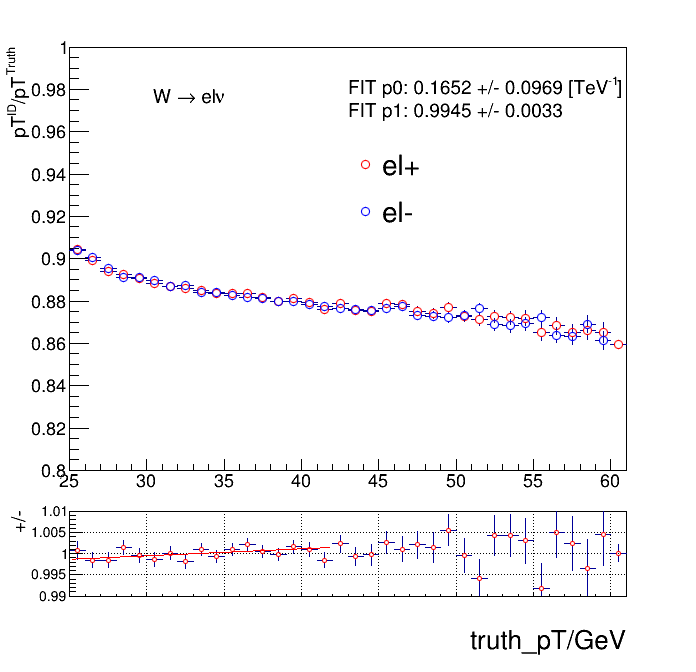 pT^ID/pT^Truth
1
0.98
0.96
0.94
0.92
0.9
0.88
0.86
0.84
0.82
0.8
W → elν
FIT p0: 0.1652 +/- 0.0969 [TeV^-1]
FIT p1: 0.9945 +/- 0.0033
el+
el-
25 30 35 40 45 50 55 60
+/-
1.01
1.005
1
0.995
0.99
truth_pT/GeV